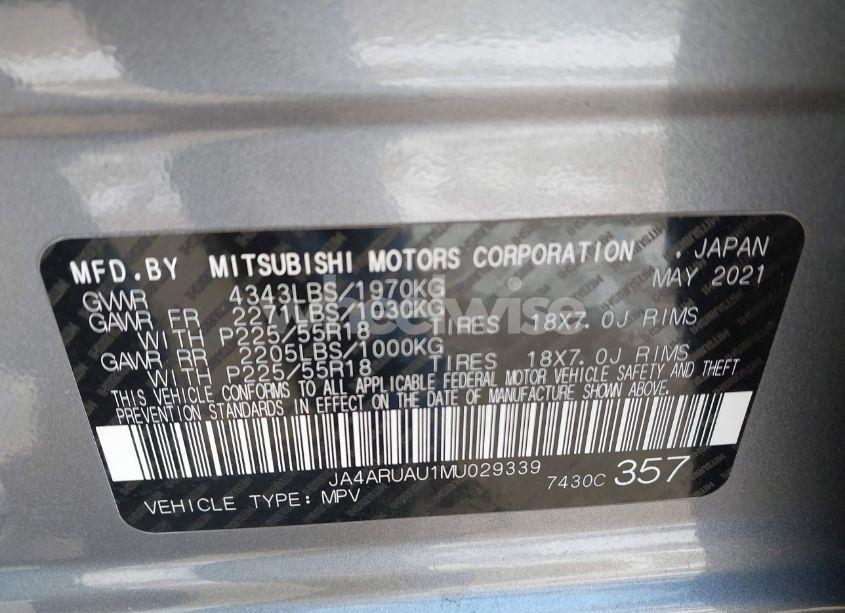 MFD.BY MITSUBISHI MOTORS CORPORATION , JAPAN
MAY 2021
GVWR 4343LBS/1970KG
GAWR FR 2271LBS/1030KG
WITH P225/55R18 TIRES 18X7.0J RIMS
GAWR RR 2205LBS/1000KG
WITH P225/55R18 TIRES 18X7.0J RIMS
THIS VEHICLE CONFORMS TO ALL APPLICABLE FEDERAL MOTOR VEHICLE SAFETY AND THEFT
PREVENTION STANDARDS IN EFFECT ON THE DATE OF MANUFACTURE SHOWN ABOVE.
JA4ARUAU1MU029339
7430C 357
VEHICLE TYPE: MPV